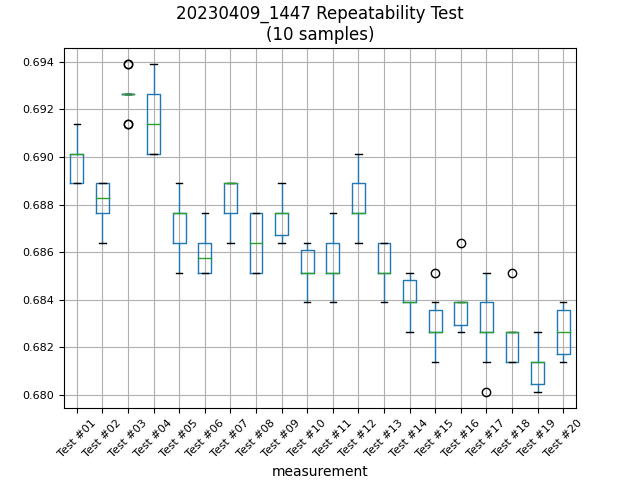 20230409_1447 Repeatability Test
(10 samples)
0.694
0.692
0.690
0.688
0.686
0.684
0.682
0.680
Test #01
Test #02
Test #03
Test #04
Test #05
Test #06
Test #07
Test #08
Test #09
Test #10
Test #11
Test #12
Test #13
Test #14
Test #15
Test #16
Test #17
Test #18
Test #19
Test #20
measurement